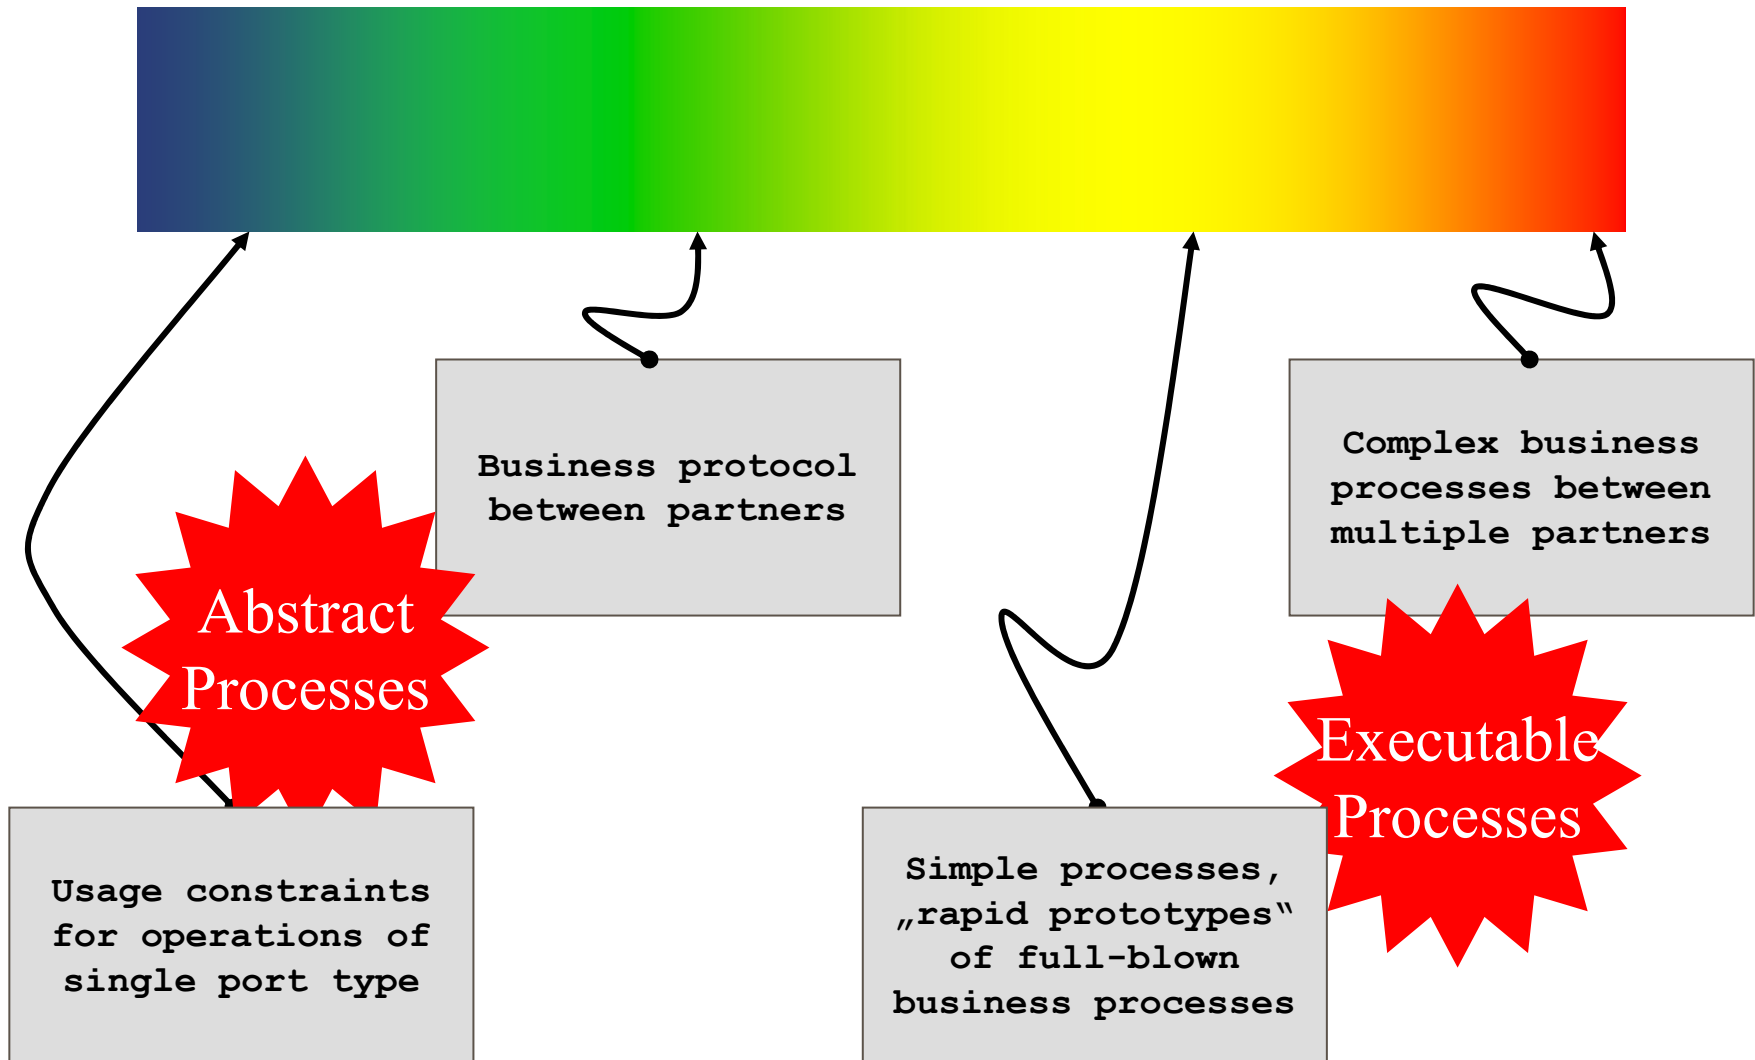 Business protocol
between partners
Complex business
processes between
multiple partners
Abstract
Processes
Executable
Processes
Usage constraints
for operations of
single port type
Simple processes,
„rapid prototypes“
of full-blown
business processes